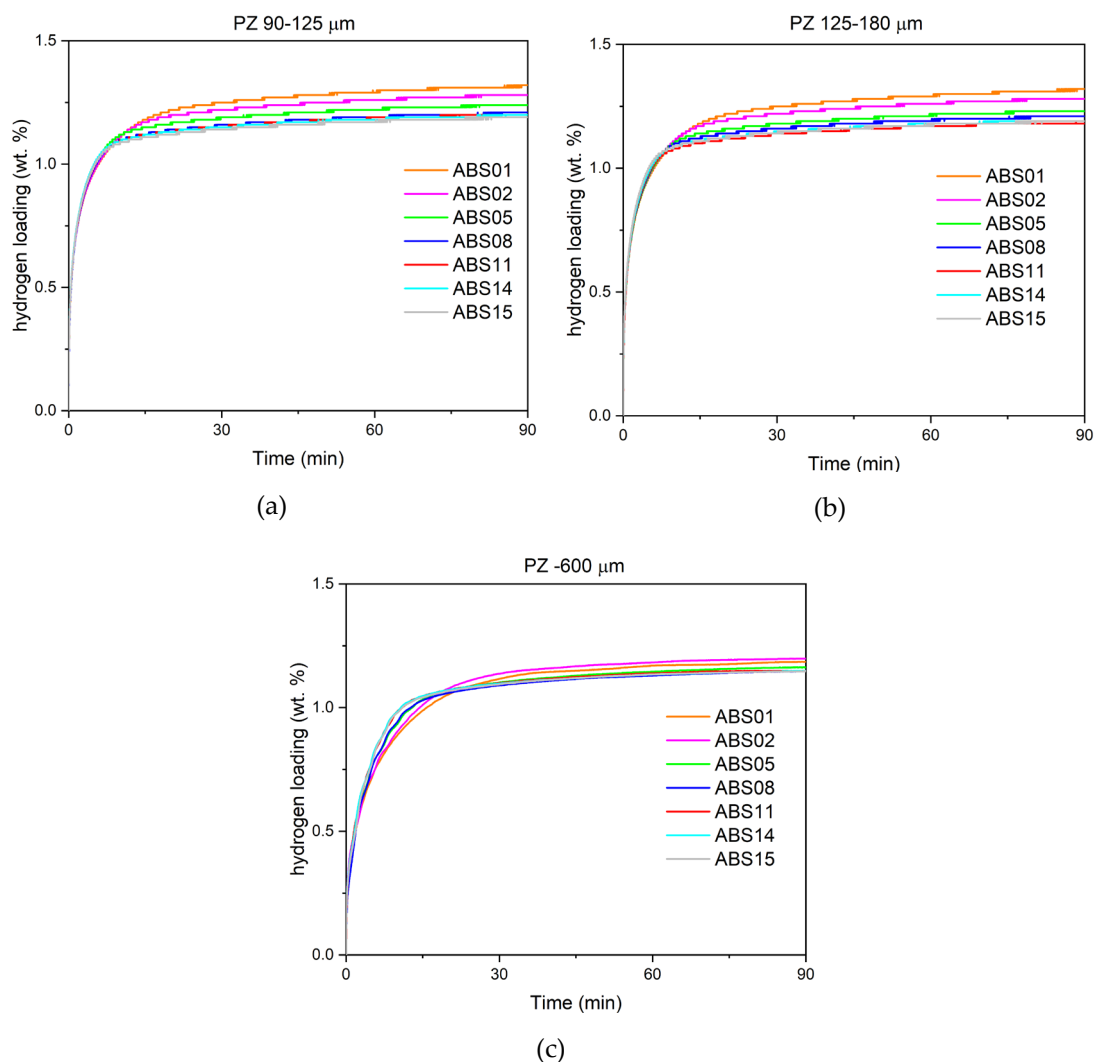 PZ 90-125 μm
1.5
1.0
0.5
0.0
hydrogen loading (wt. %)
ABS01
ABS02
ABS05
ABS08
ABS11
ABS14
ABS15
0 30 60 90
Time (min)
(a)
PZ 125-180 μm
1.5
1.0
0.5
0.0
hydrogen loading (wt. %)
ABS01
ABS02
ABS05
ABS08
ABS11
ABS14
ABS15
0 30 60 90
Time (min)
(b)
PZ -600 μm
1.5
1.0
0.5
0.0
hydrogen loading (wt. %)
ABS01
ABS02
ABS05
ABS08
ABS11
ABS14
ABS15
0 30 60 90
Time (min)
(c)